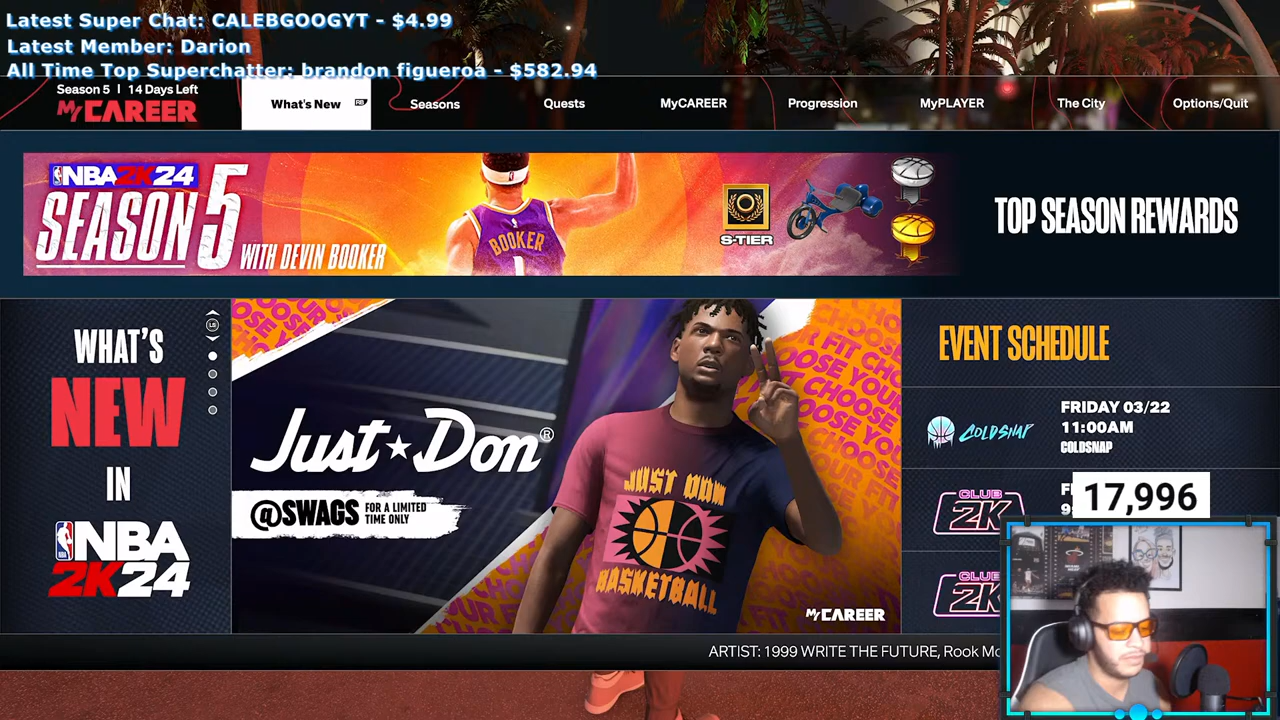 Latest Super Chat: CALEBGOOGYT - $4.99
Latest Member: Darion
All Time Top Superchatter: brandon figueroa - $582.94
Season 5 | 14 Days Left
MyCAREER
What's New
RB
Seasons
Quests
MyCAREER
Progression
MyPLAYER
The City
Options/Quit
NBA2K24
SEASON 5
WITH DEVIN BOOKER
BOOKER
1
S-TIER
TOP SEASON REWARDS
WHAT'S
NEW
IN
NBA
2K24
LS
Just★Don®
@SWAGS
FOR A LIMITED
TIME ONLY
JUST DON
BASKETBALL
MyCAREER
EVENT SCHEDULE
COLDSNAP
FRIDAY 03/22
11:00AM
COLDSNAP
CLUB
2K
17,996
CLUB
2K
ARTIST: 1999 WRITE THE FUTURE, Rook